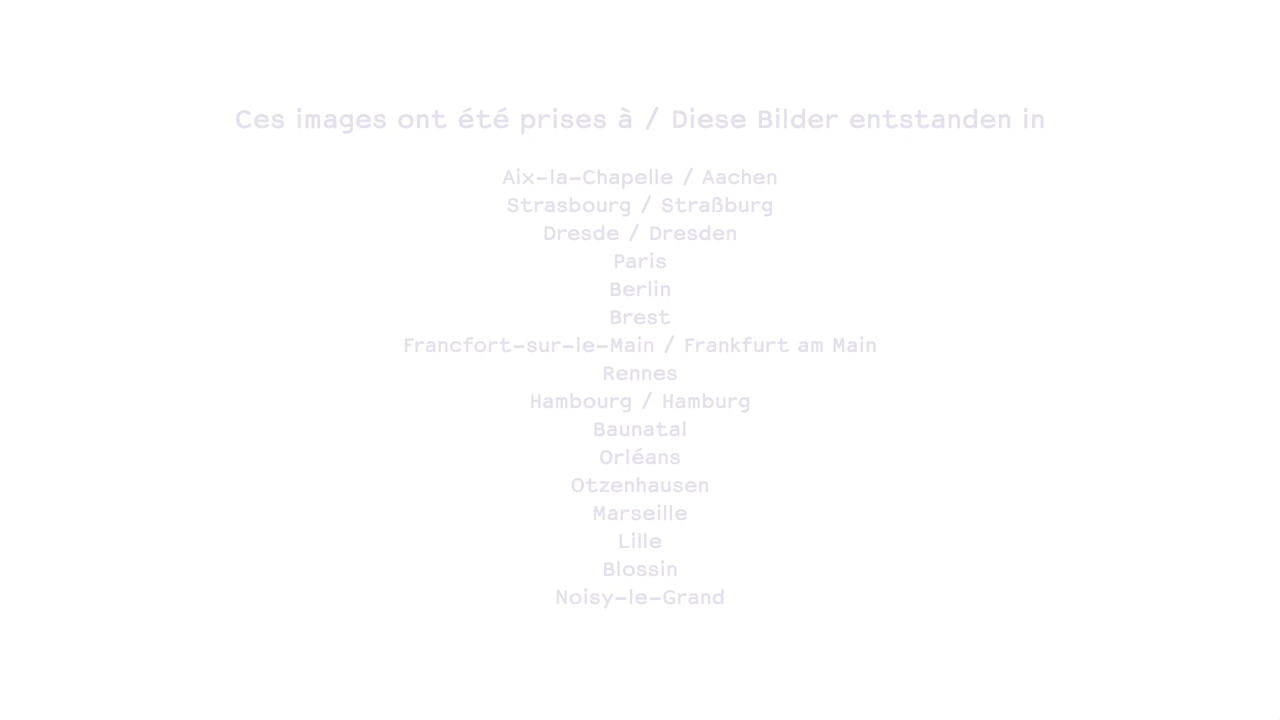 Ces images ont été prises à / Diese Bilder entstanden in
Aix-la-Chapelle / Aachen
Strasbourg / Straßburg
Dresde / Dresden
Paris
Berlin
Brest
Francfort-sur-le-Main / Frankfurt am Main
Rennes
Hambourg / Hamburg
Baunatal
Orléans
Otzenhausen
Marseille
Lille
Blossin
Noisy-le-Grand